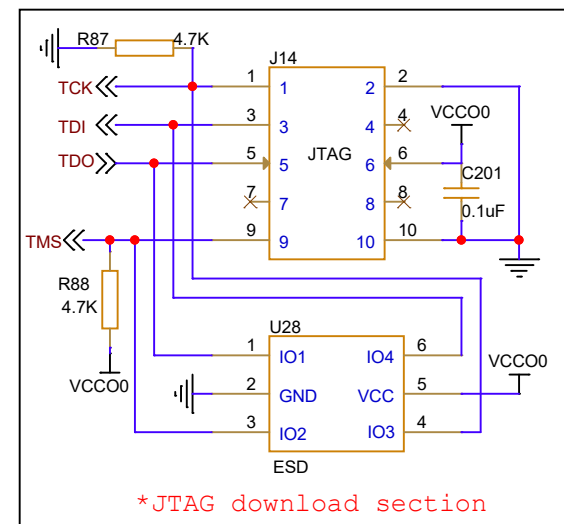 R87 4.7K
J14
TCK 1 1 2 2
VCCO0
TDI 3 3 4 4
TDO 5 5 JTAG 6 6
C201
7 7 8 8
0.1uF
TMS 9 9 10 10
R88
4.7K
U28
1 IO1 IO4 6
VCCO0 VCCO0
2 GND VCC 5
3 IO2 IO3 4
ESD
*JTAG download section